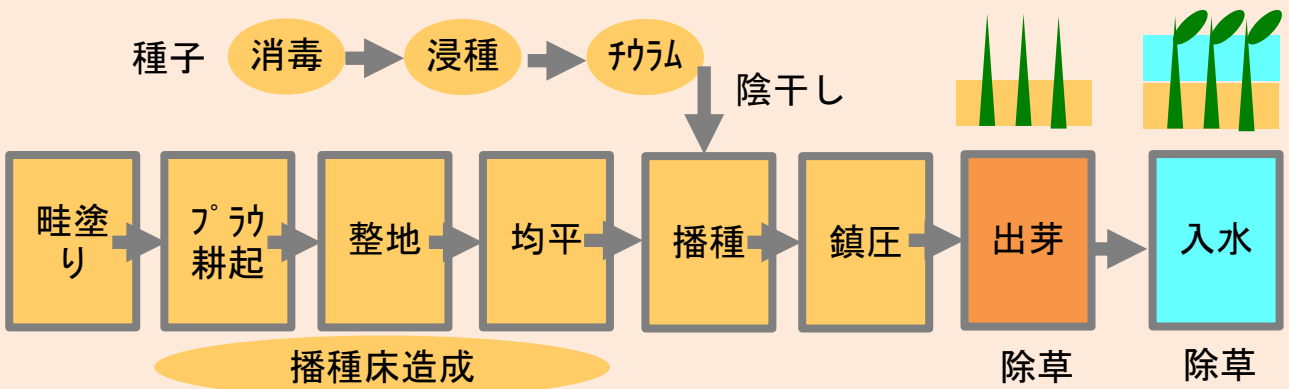 種子
消毒
浸種
ﾁｳﾗﾑ
陰干し
畦塗
り
ﾌﾟﾗｳ
耕起
整地
均平
播種
鎮圧
出芽
入水
播種床造成
除草
除草